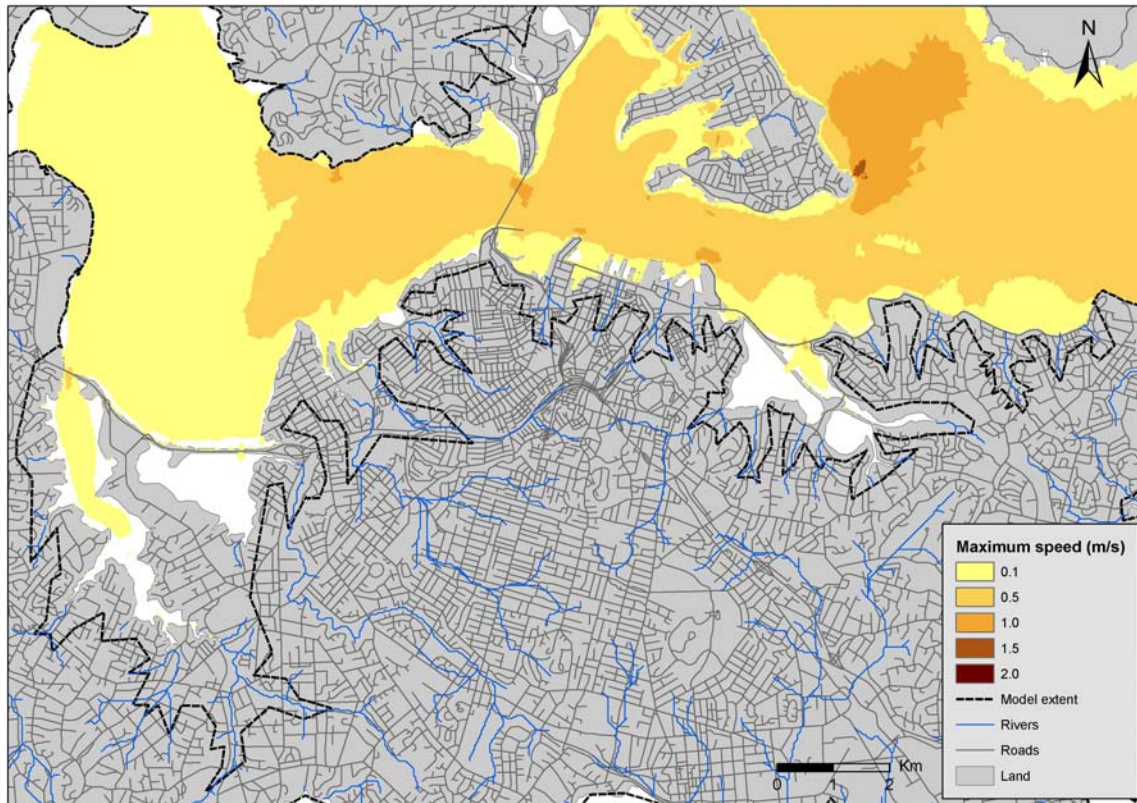 N
Maximum speed (m/s)
0.1
0.5
1.0
1.5
2.0
Model extent
Rivers
Roads
Land
Km
0 1 2